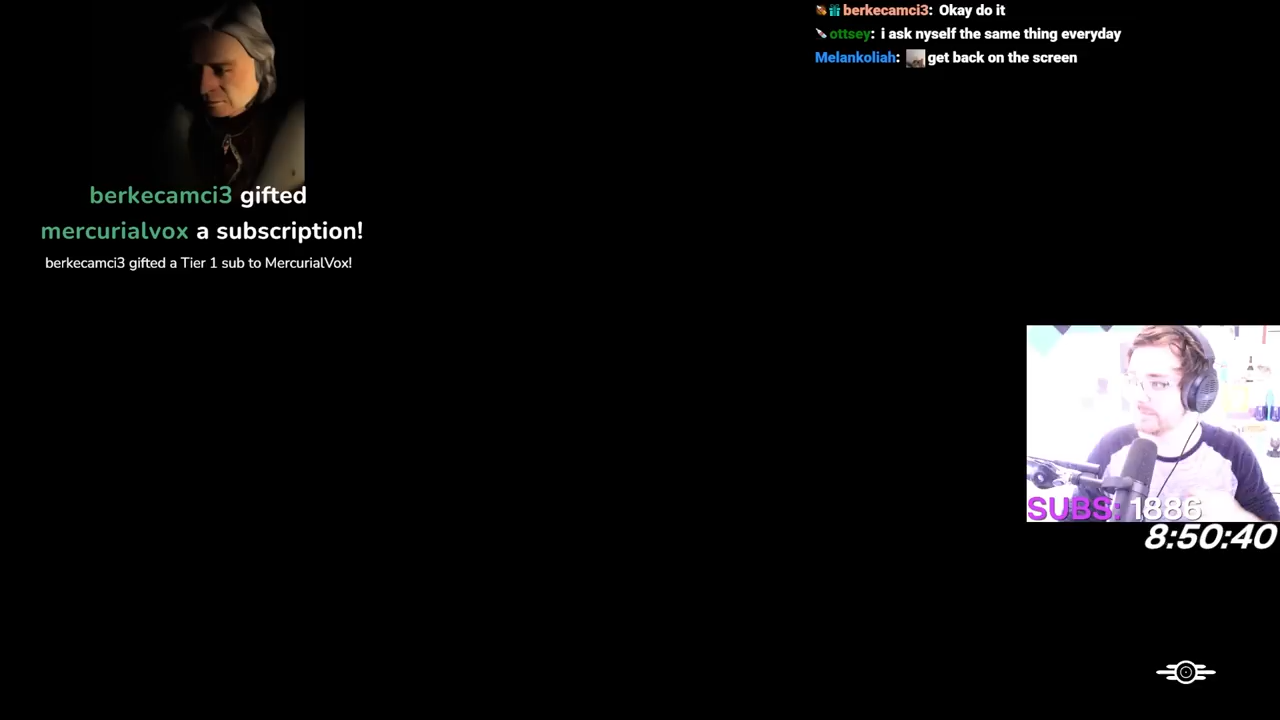 berkecamci3: Okay do it
ottsey: i ask nyself the same thing everyday
Melankoliah: get back on the screen
berkecamci3 gifted
mercurialvox a subscription!
berkecamci3 gifted a Tier 1 sub to MercurialVox!
SUBS: 1886
8:50:40